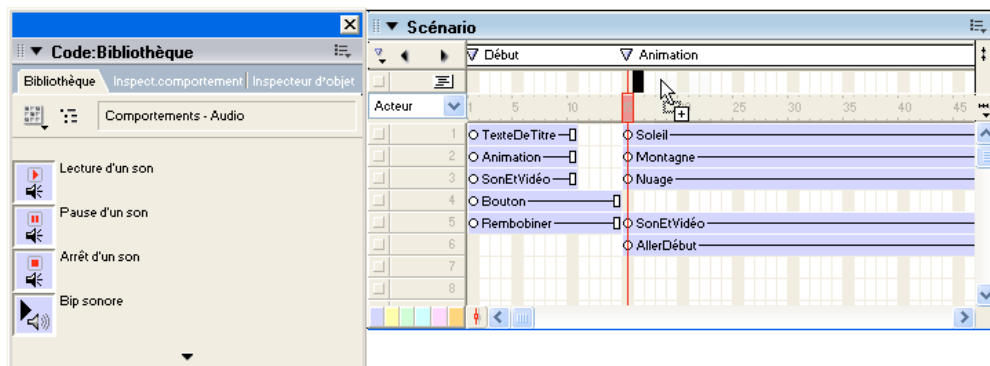 Code:Bibliothèque
Bibliothèque Inspect.comportement Inspecteur d'objet
Comportements - Audio
Lecture d'un son
Pause d'un son
Arrêt d'un son
Bip sonore
Scénario
Début Animation
Acteur 1 5 10 25 30 35 40 45
1 TexteDeTitre Soleil
2 Animation Montagne
3 SonEtVidéo Nuage
4 Bouton
5 Rembobiner SonEtVidéo
6 AllerDébut
7
8